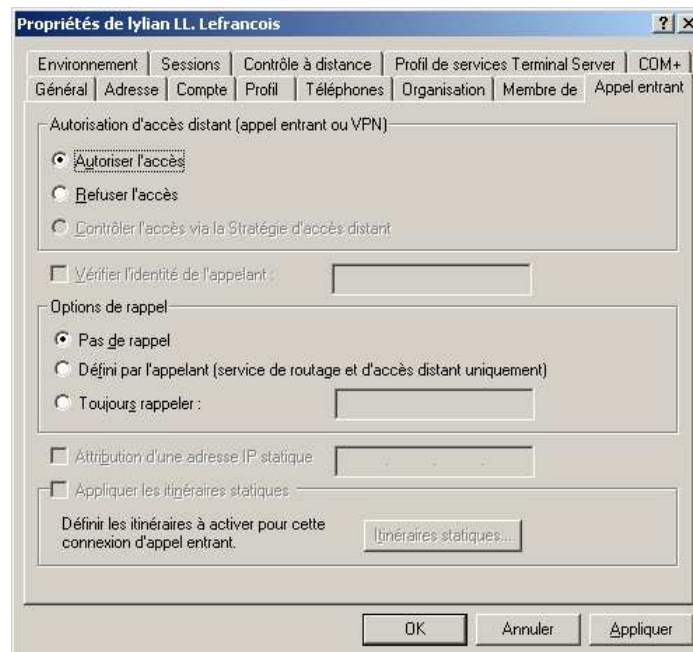 Propriétés de lylian LL. Lefrancois
Environnement Sessions Contrôle à distance Profil de services Terminal Server COM+
Général Adresse Compte Profil Téléphones Organisation Membre de Appel entrant
Autorisation d'accès distant (appel entrant ou VPN)
Autoriser l'accès
Refuser l'accès
Contrôler l'accès via la Stratégie d'accès distant
Vérifier l'identité de l'appelant :
Options de rappel
Pas de rappel
Défini par l'appelant (service de routage et d'accès distant uniquement)
Toujours rappeler :
Attribution d'une adresse IP statique
Appliquer les itinéraires statiques
Définir les itinéraires à activer pour cette
connexion d'appel entrant.
Itinéraires statiques...
OK Annuler Appliquer